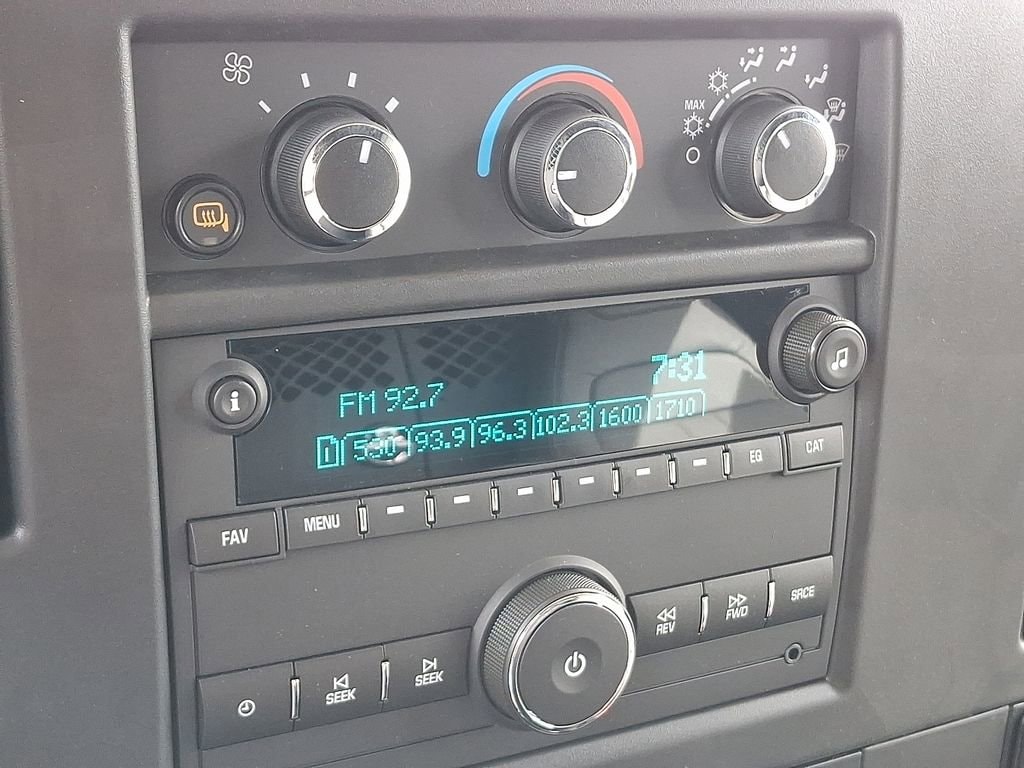 MAX
i
FM 92.7 7:31
1 530 93.9 96.3 102.3 1600 1710
FAV MENU EQ CAT
SEEK SEEK REV FWD SRCE